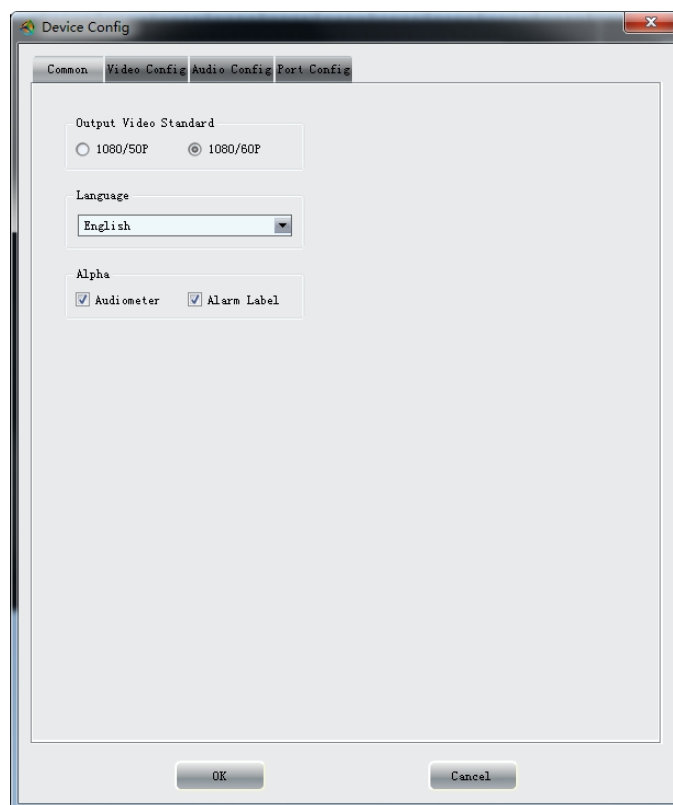 Device Config
Common Video Config Audio Config Port Config
Output Video Standard
1080/50P 1080/60P
Language
English
Alpha
Audiometer Alarm Label
OK Cancel